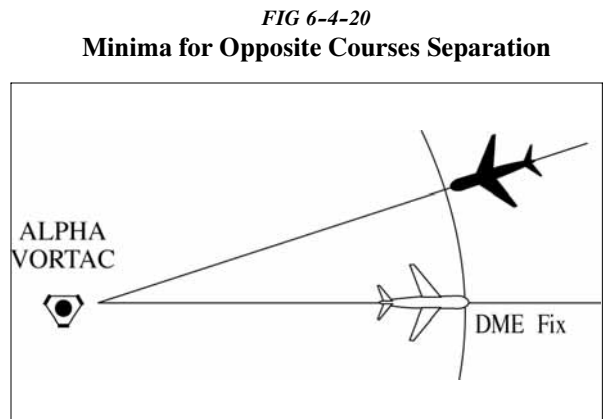 FIG 6-4-20
Minima for Opposite Courses Separation
ALPHA
VORTAC
DME Fix